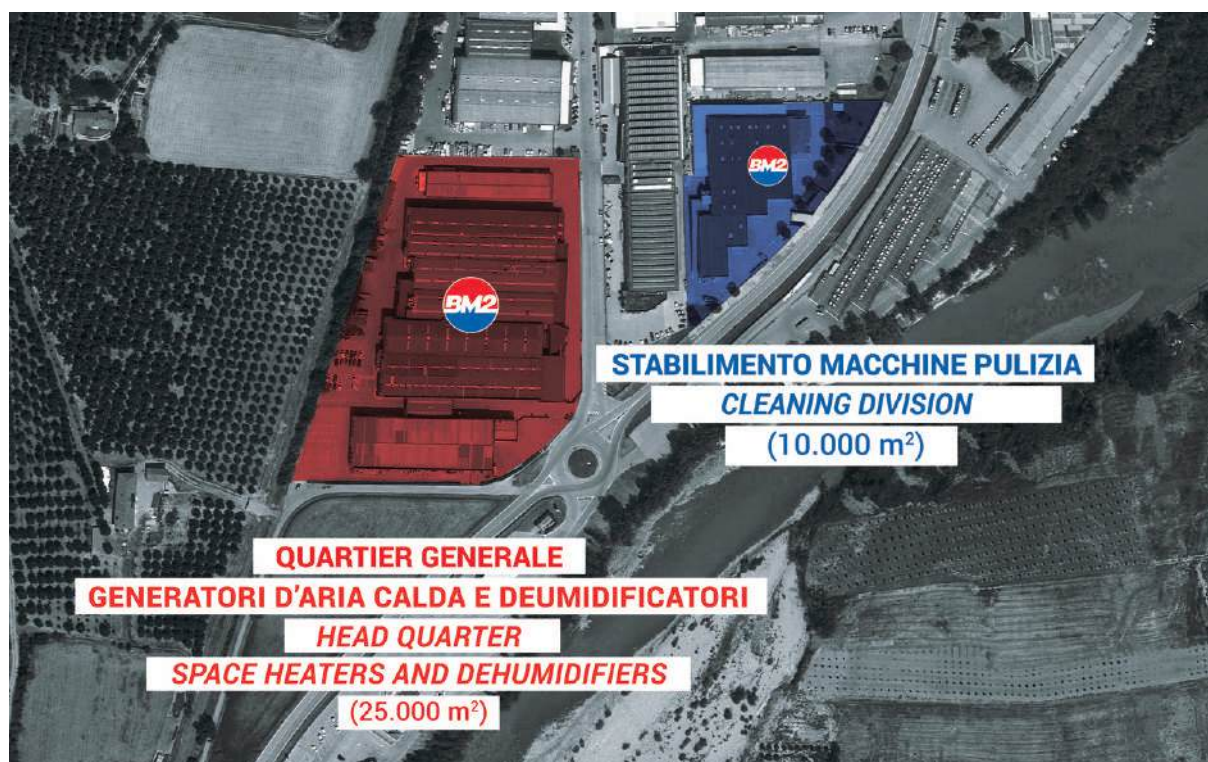 BM2
BM2
STABILIMENTO MACCHINE PULIZIA
CLEANING DIVISION
(10.000 m²)
QUARTIER GENERALE
GENERATORI D'ARIA CALDA E DEUMIDIFICATORI
HEAD QUARTER
SPACE HEATERS AND DEHUMIDIFIERS
(25.000 m²)